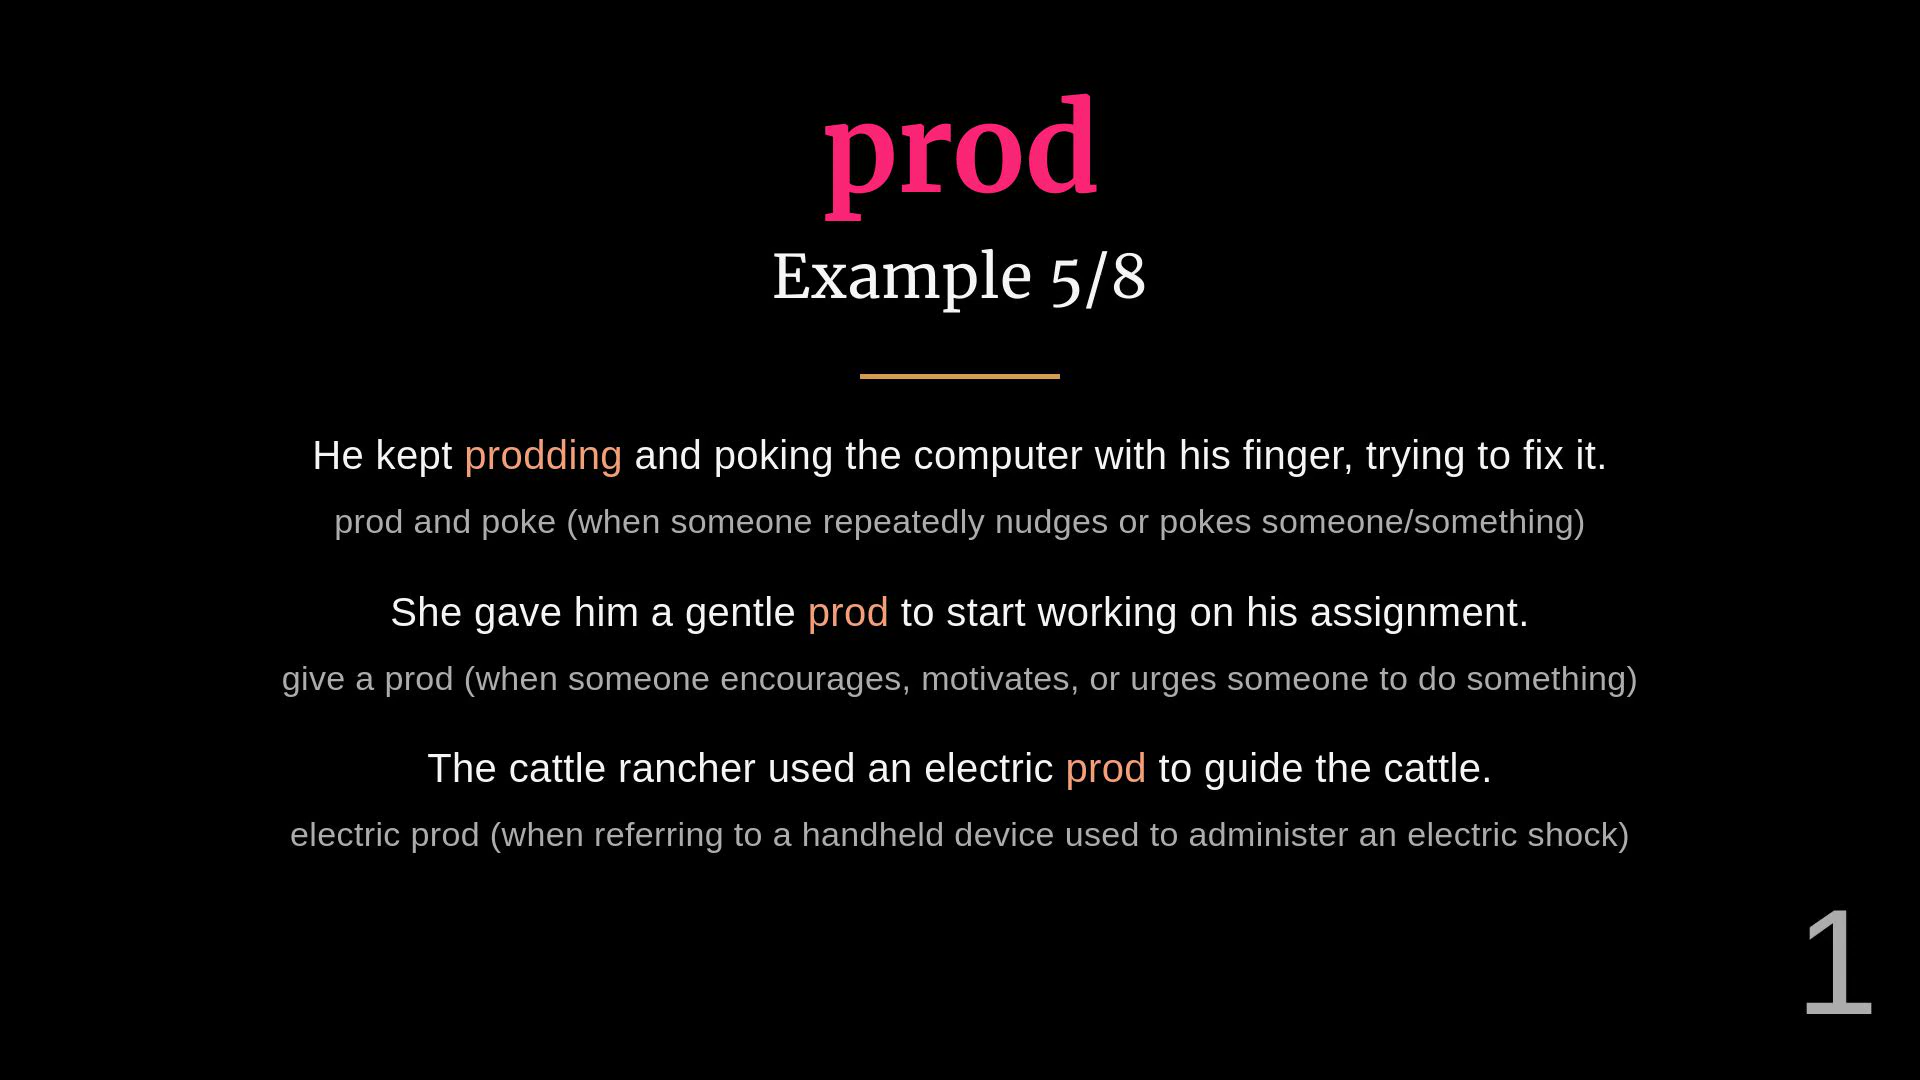 prod
Example 5/8
He kept prodding and poking the computer with his finger, trying to fix it.
prod and poke (when someone repeatedly nudges or pokes someone/something)
She gave him a gentle prod to start working on his assignment.
give a prod (when someone encourages, motivates, or urges someone to do something)
The cattle rancher used an electric prod to guide the cattle.
electric prod (when referring to a handheld device used to administer an electric shock)
1